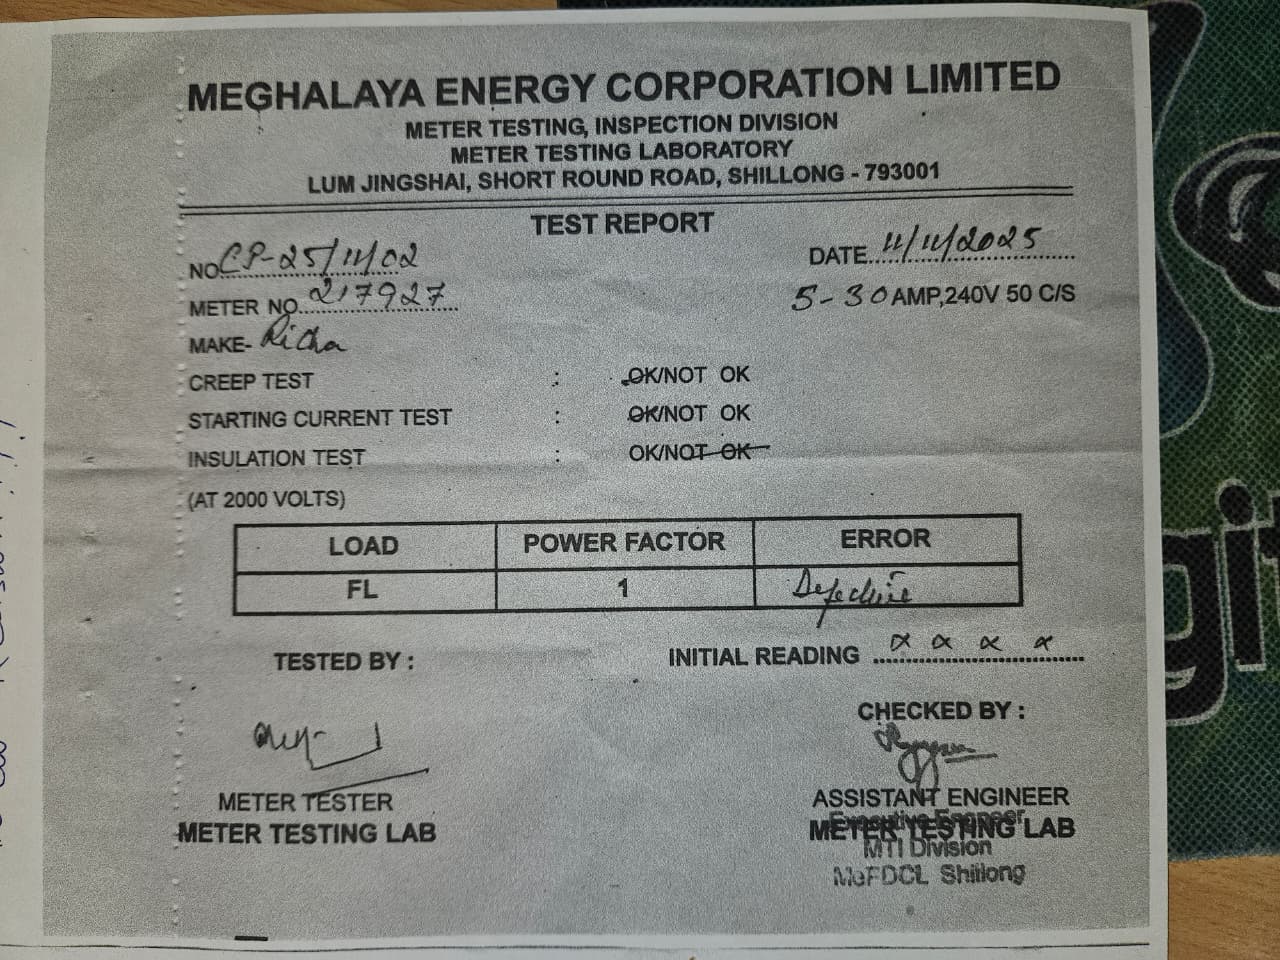 MEGHALAYA ENERGY CORPORATION LIMITED
METER TESTING, INSPECTION DIVISION
METER TESTING LABORATORY
LUM JINGSHAI, SHORT ROUND ROAD, SHILLONG - 793001
TEST REPORT
NO. CP-25/11/02 DATE 11/11/2025
METER NO. 217927 5-30 AMP,240V 50 C/S
MAKE- Richa
CREEP TEST : OK/NOT OK
STARTING CURRENT TEST : OK/NOT OK
INSULATION TEST : OK/NOT OK
(AT 2000 VOLTS)
LOAD POWER FACTOR ERROR
FL 1 Defective
TESTED BY : INITIAL READING x x x x
CHECKED BY :
METER TESTER ASSISTANT ENGINEER
Executive Engineer
METER TESTING LAB METER TESTING LAB
MTI Division
MePDCL Shillong
git